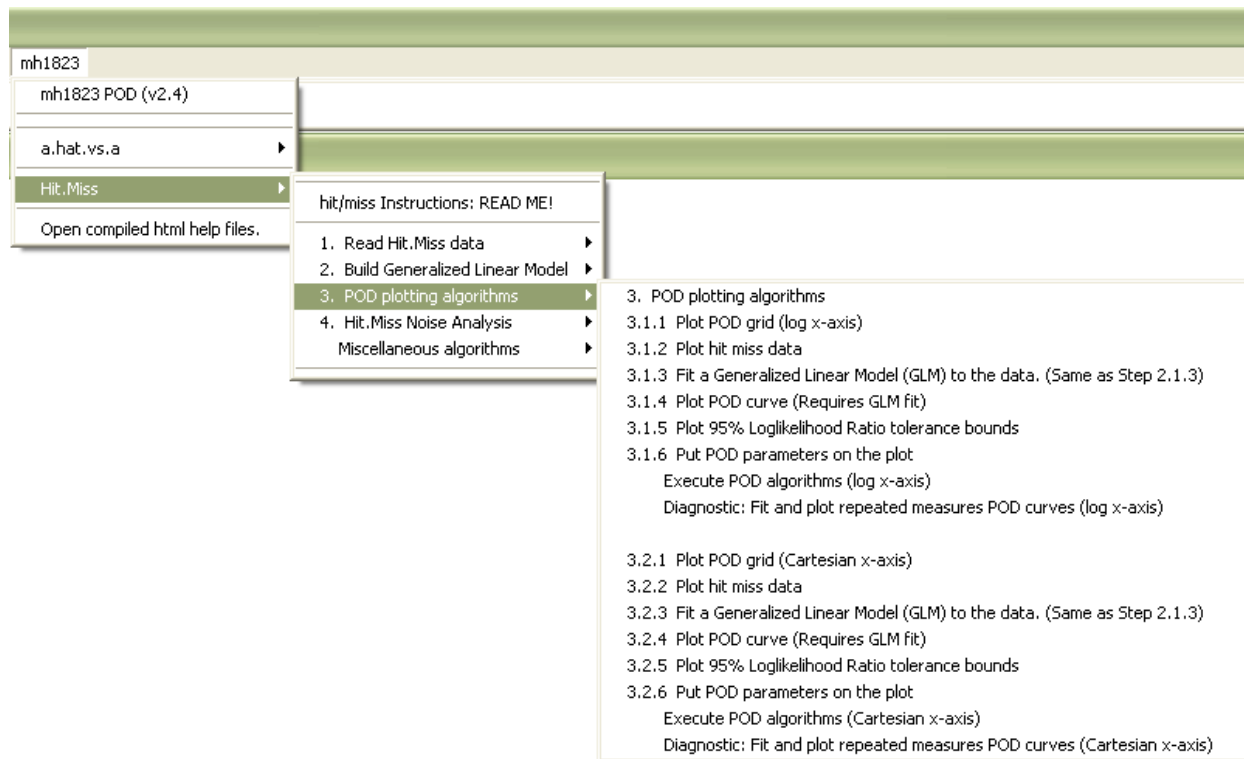 mh1823
mh1823 POD (v2.4)
a.hat.vs.a
Hit.Miss
Open compiled html help files.
hit/miss Instructions: READ ME!
1. Read Hit.Miss data
2. Build Generalized Linear Model
3. POD plotting algorithms
4. Hit.Miss Noise Analysis
Miscellaneous algorithms
3. POD plotting algorithms
3.1.1 Plot POD grid (log x-axis)
3.1.2 Plot hit miss data
3.1.3 Fit a Generalized Linear Model (GLM) to the data. (Same as Step 2.1.3)
3.1.4 Plot POD curve (Requires GLM fit)
3.1.5 Plot 95% Loglikelihood Ratio tolerance bounds
3.1.6 Put POD parameters on the plot
Execute POD algorithms (log x-axis)
Diagnostic: Fit and plot repeated measures POD curves (log x-axis)
3.2.1 Plot POD grid (Cartesian x-axis)
3.2.2 Plot hit miss data
3.2.3 Fit a Generalized Linear Model (GLM) to the data. (Same as Step 2.1.3)
3.2.4 Plot POD curve (Requires GLM fit)
3.2.5 Plot 95% Loglikelihood Ratio tolerance bounds
3.2.6 Put POD parameters on the plot
Execute POD algorithms (Cartesian x-axis)
Diagnostic: Fit and plot repeated measures POD curves (Cartesian x-axis)